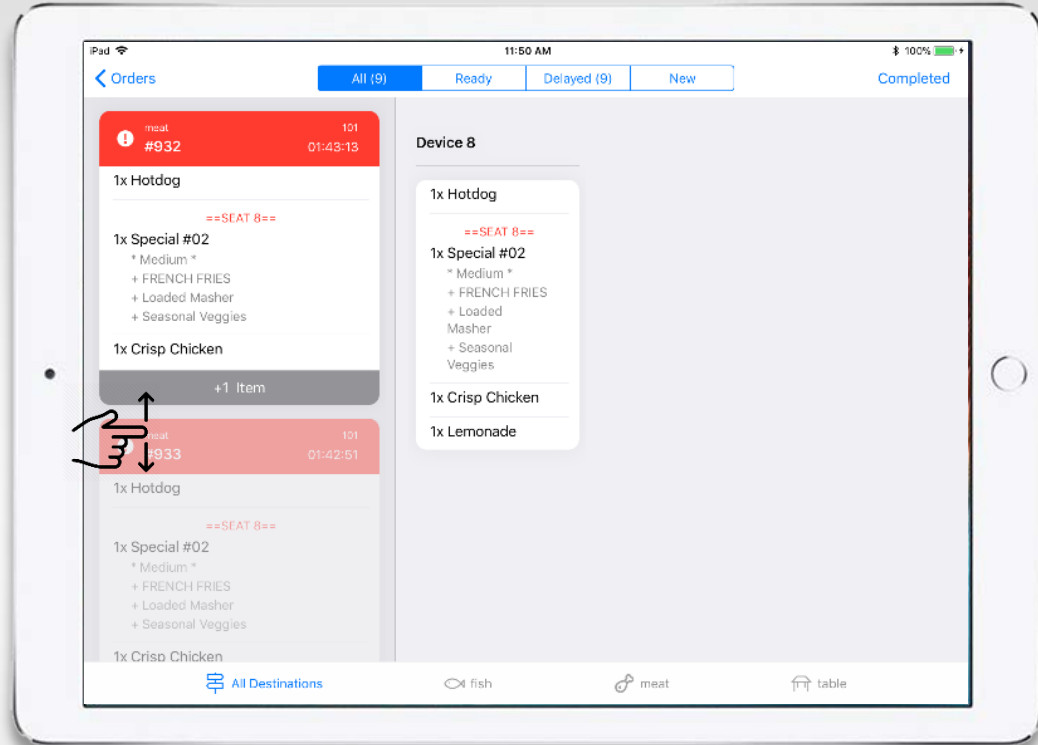 iPad
11:50 AM
100%
Orders
All (9)
Ready
Delayed (9)
New
Completed
meat
101
#932
01:43:13
1x Hotdog
==SEAT 8==
1x Special #02
* Medium *
+ FRENCH FRIES
+ Loaded Masher
+ Seasonal Veggies
1x Crisp Chicken
+1 Item
meat
101
#933
01:42:51
1x Hotdog
==SEAT 8==
1x Special #02
* Medium *
+ FRENCH FRIES
+ Loaded Masher
+ Seasonal Veggies
1x Crisp Chicken
Device 8
1x Hotdog
==SEAT 8==
1x Special #02
* Medium *
+ FRENCH FRIES
+ Loaded
Masher
+ Seasonal
Veggies
1x Crisp Chicken
1x Lemonade
All Destinations
fish
meat
table